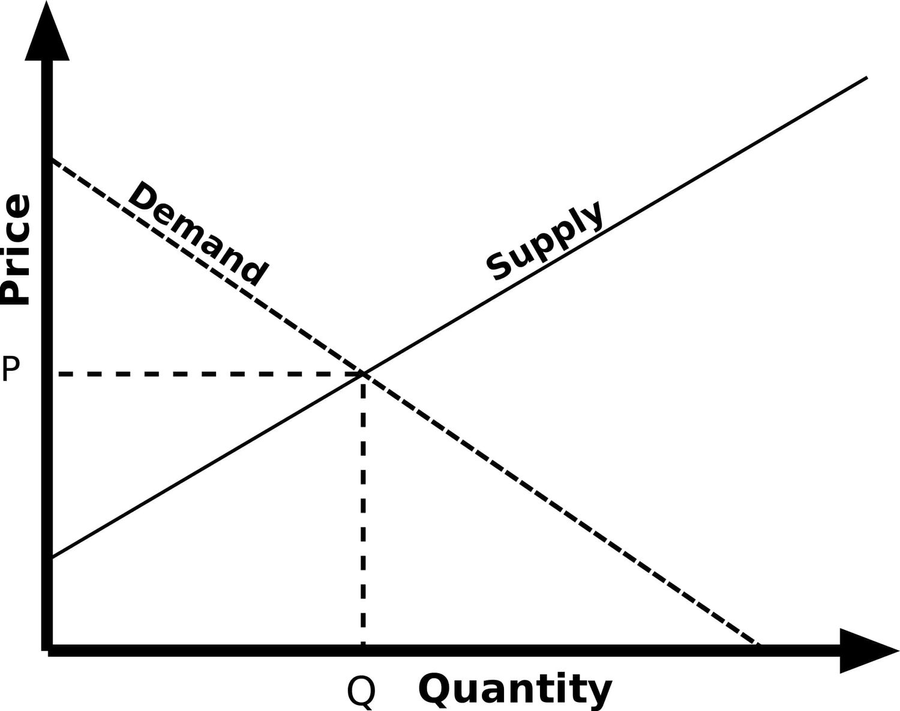 Demand
Supply
Price
P
Q
Quantity